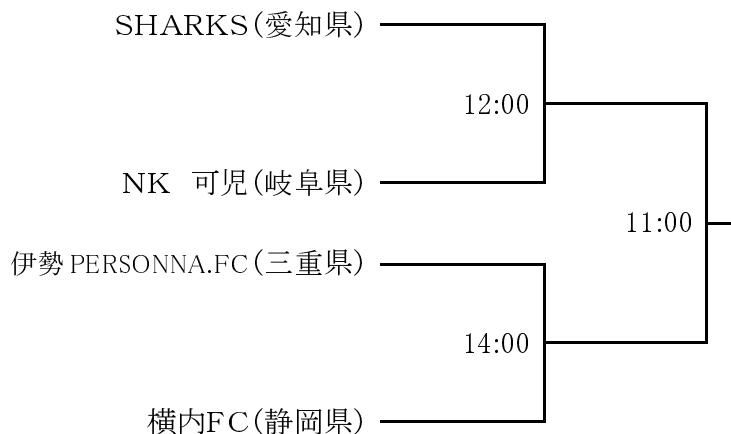 SHARKS(愛知県)
12:00
NK 可児(岐阜県)
11:00
伊勢 PERSONNA.FC(三重県)
14:00
横内FC(静岡県)